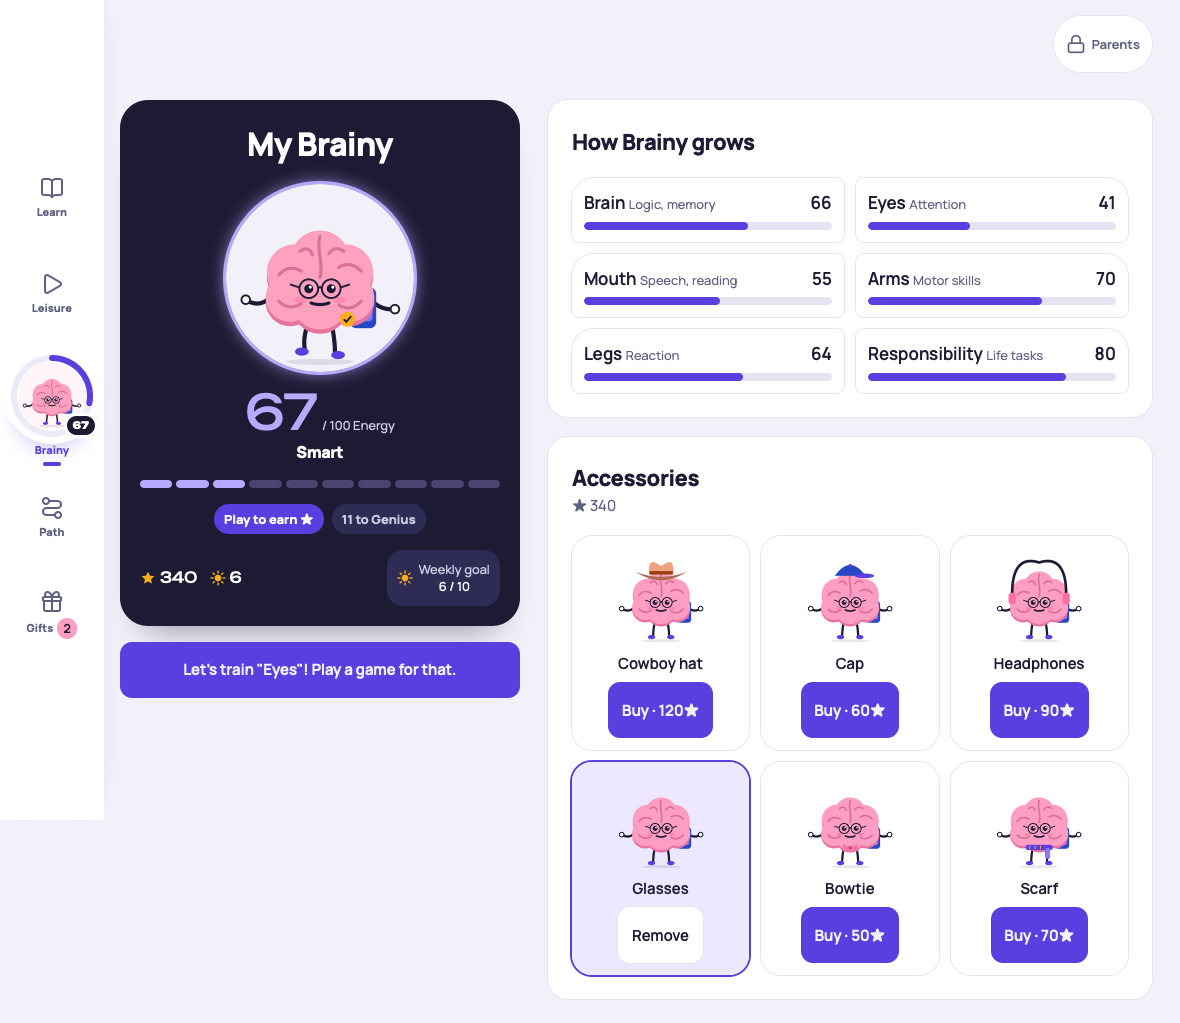 Parents
Learn
Leisure
67
Brainy
Path
Gifts 2
My Brainy
67 / 100 Energy
Smart
Play to earn
11 to Genius
340
6
Weekly goal
6 / 10
Let's train "Eyes"! Play a game for that.
How Brainy grows
Brain Logic, memory 66
Eyes Attention 41
Mouth Speech, reading 55
Arms Motor skills 70
Legs Reaction 64
Responsibility Life tasks 80
Accessories
340
Cowboy hat
Buy · 120
Cap
Buy · 60
Headphones
Buy · 90
Glasses
Remove
Bowtie
Buy · 50
Scarf
Buy · 70